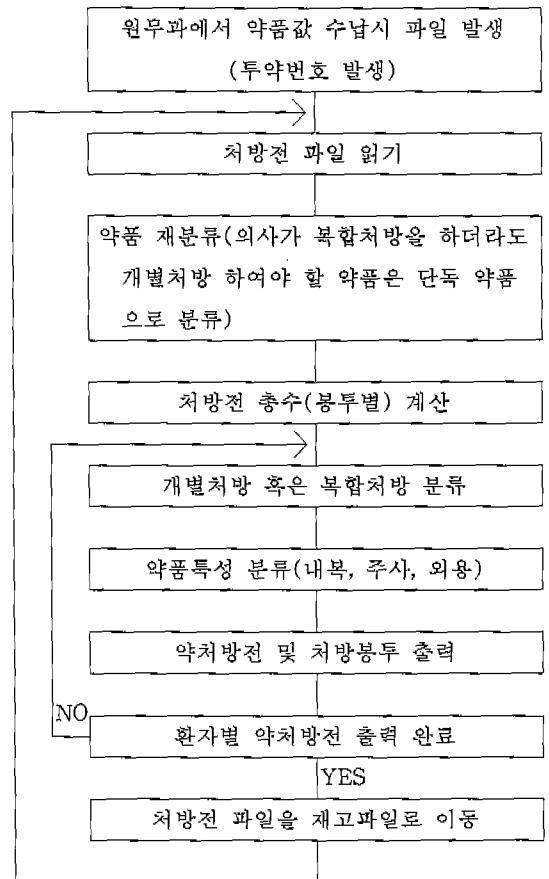 원무과에서 약품값 수납시 파일 발생
(투약번호 발생)
처방전 파일 읽기
약품 재분류(의사가 복합처방을 하더라도
개별처방 하여야 할 약품은 단독 약품
으로 분류)
처방전 총수(봉투별) 계산
개별처방 혹은 복합처방 분류
약품특성 분류(내복, 주사, 외용)
약처방전 및 처방봉투 출력
NO
환자별 약처방전 출력 완료
YES
처방전 파일을 재고파일로 이동